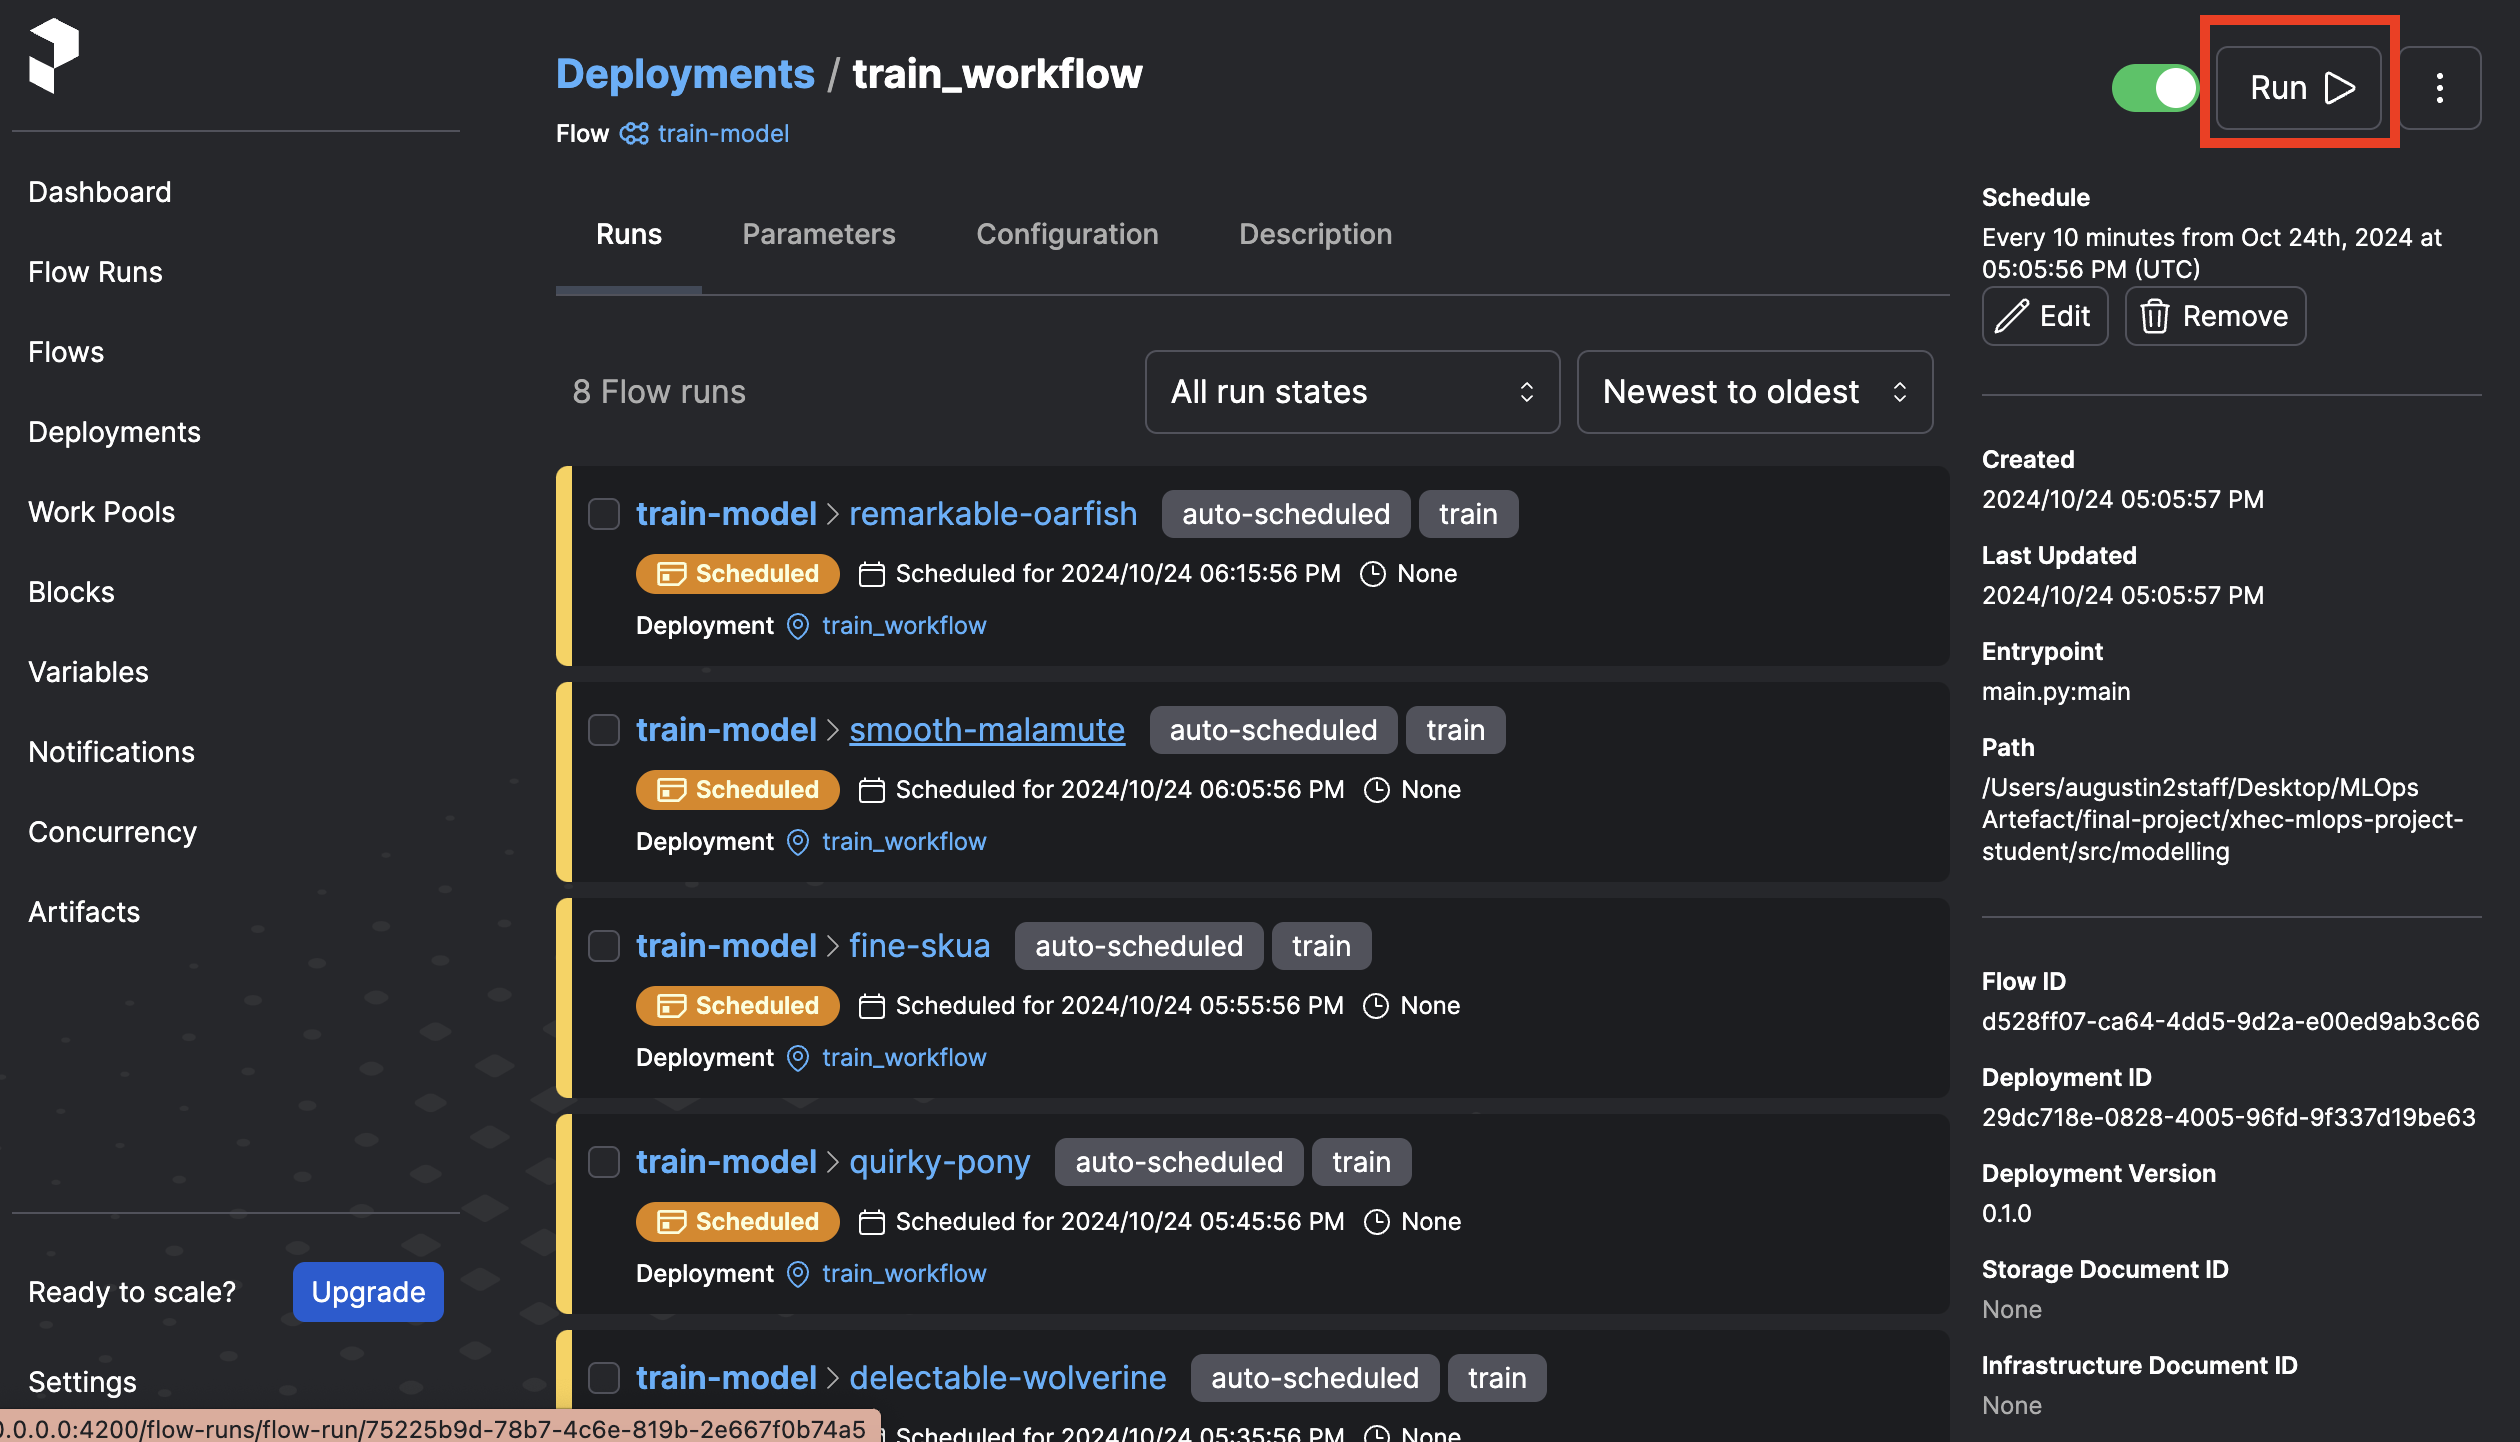 Deployments / train_workflow
Flow train-model
Run
Dashboard
Flow Runs
Flows
Deployments
Work Pools
Blocks
Variables
Notifications
Concurrency
Artifacts
Ready to scale?
Upgrade
Settings
Runs
Parameters
Configuration
Description
8 Flow runs
All run states
Newest to oldest
train-model > remarkable-oarfish auto-scheduled train
Scheduled Scheduled for 2024/10/24 06:15:56 PM None
Deployment train_workflow
train-model > smooth-malamute auto-scheduled train
Scheduled Scheduled for 2024/10/24 06:05:56 PM None
Deployment train_workflow
train-model > fine-skua auto-scheduled train
Scheduled Scheduled for 2024/10/24 05:55:56 PM None
Deployment train_workflow
train-model > quirky-pony auto-scheduled train
Scheduled Scheduled for 2024/10/24 05:45:56 PM None
Deployment train_workflow
train-model > delectable-wolverine auto-scheduled train
Scheduled for 2024/10/24 05:35:56 PM None
0.0.0.0:4200/flow-runs/flow-run/75225b9d-78b7-4c6e-819b-2e667f0b74a5
Schedule
Every 10 minutes from Oct 24th, 2024 at
05:05:56 PM (UTC)
Edit
Remove
Created
2024/10/24 05:05:57 PM
Last Updated
2024/10/24 05:05:57 PM
Entrypoint
main.py:main
Path
/Users/augustin2staff/Desktop/MLOps
Artefact/final-project/xhec-mlops-project-
student/src/modelling
Flow ID
d528ff07-ca64-4dd5-9d2a-e00ed9ab3c66
Deployment ID
29dc718e-0828-4005-96fd-9f337d19be63
Deployment Version
0.1.0
Storage Document ID
None
Infrastructure Document ID
None